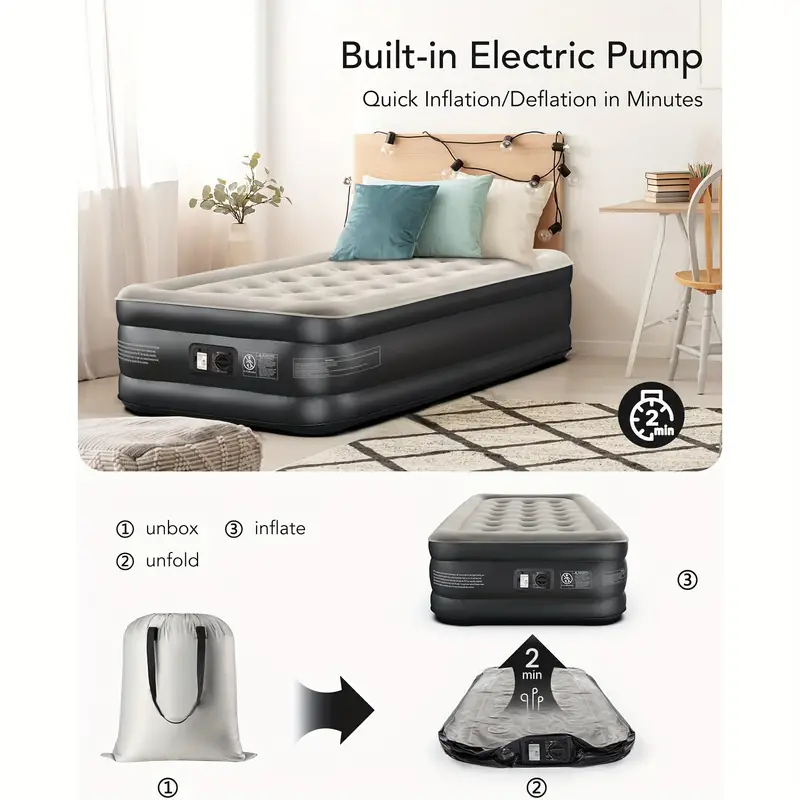 Built-in Electric Pump
Quick Inflation/Deflation in Minutes
2
min
① unbox ③ inflate
② unfold
③
2
min
①
②